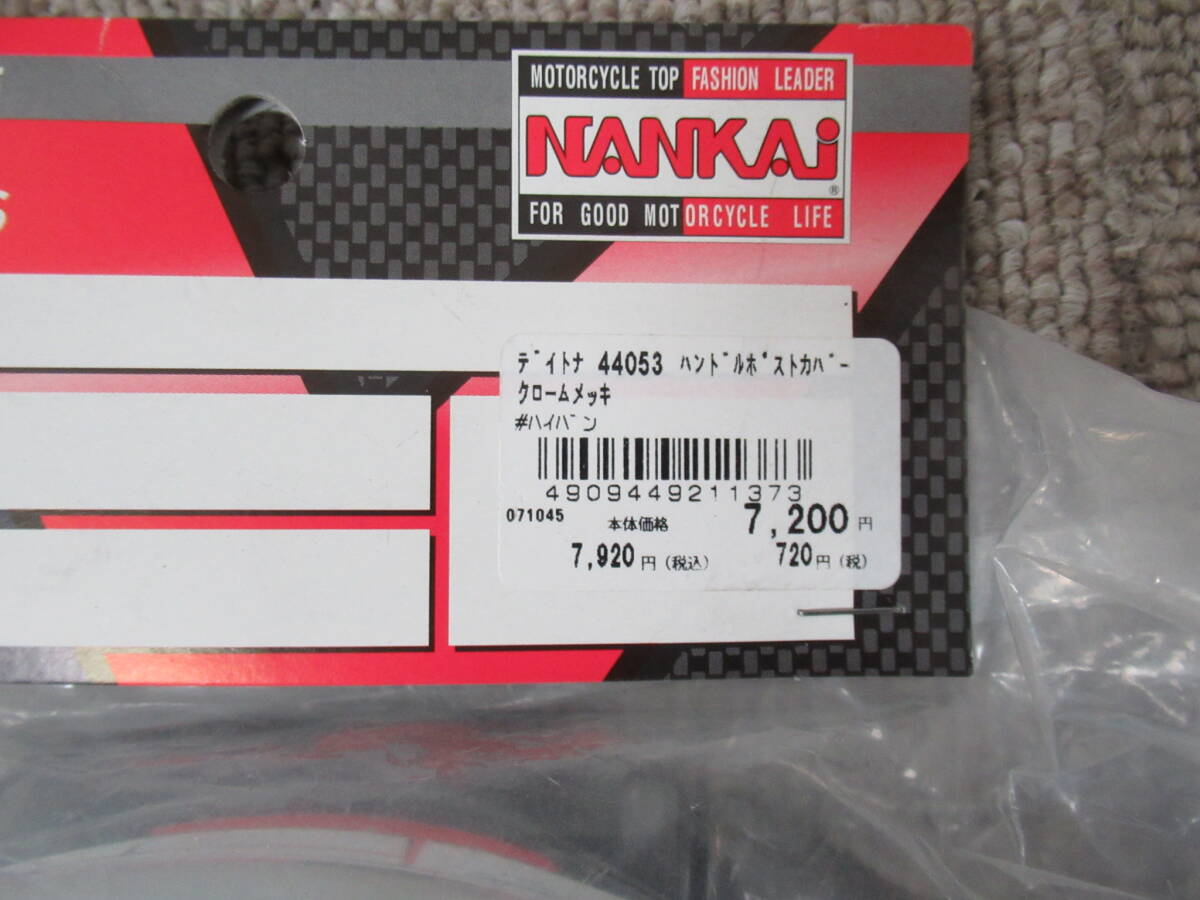 MOTORCYCLE TOP FASHION LEADER
NANKAi
®
FOR GOOD MOTORCYCLE LIFE
S
ﾃﾞｲﾄﾅ 44053 ﾊﾝﾄﾞﾙﾎﾟｽﾄｶﾊﾞｰ
ｸﾛｰﾑﾒｯｷ
#ﾊｲﾊﾞﾝ
4909449211373
071045 本体価格 7,200円
7,920円(税込) 720円(税)